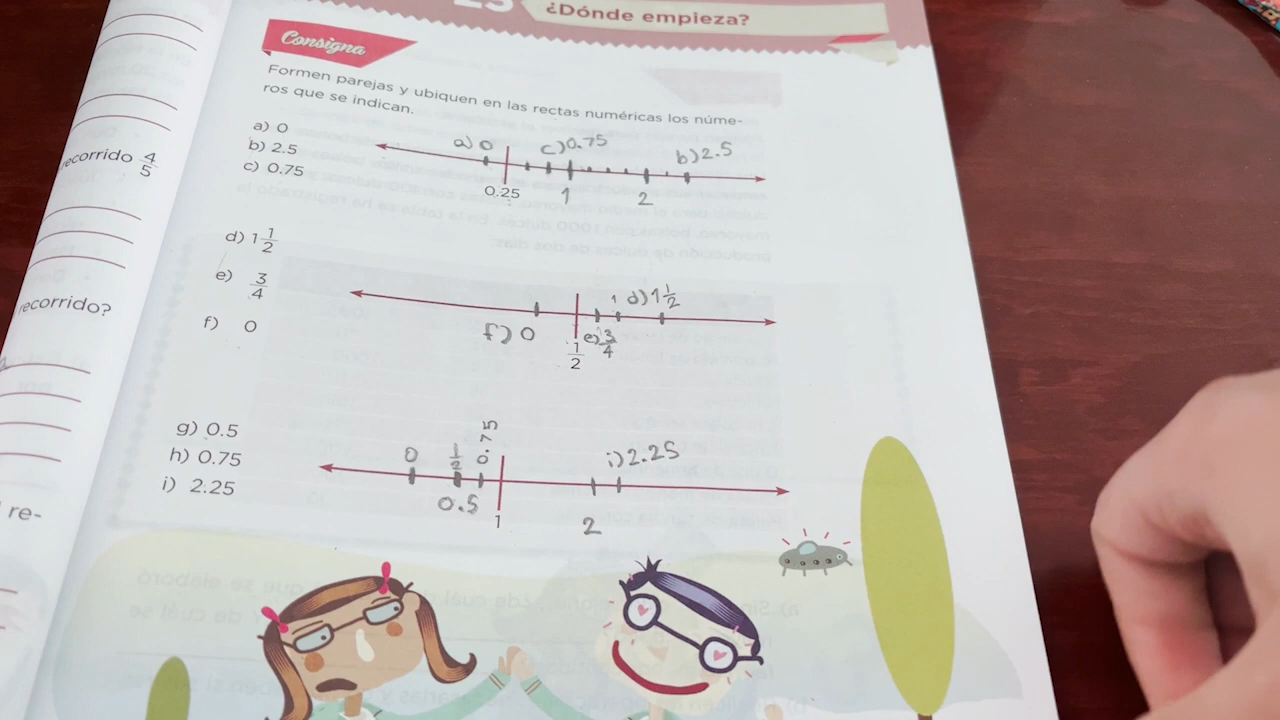 ¿Dónde empieza?
Consigna
Formen parejas y ubiquen en las rectas numéricas los núme-
ros que se indican.
a) 0
b) 2.5
c) 0.75
a) 0
c) 0.75
b) 2.5
0.25
1
2
recorrido 4/5
d) 1 1/2
e) 3/4
f) 0
1
d) 1 1/2
f) 0
1/2
e) 3/4
recorrido?
g) 0.5
h) 0.75
i) 2.25
0
1/2
0.75
i) 2.25
0.5
1
2
re-